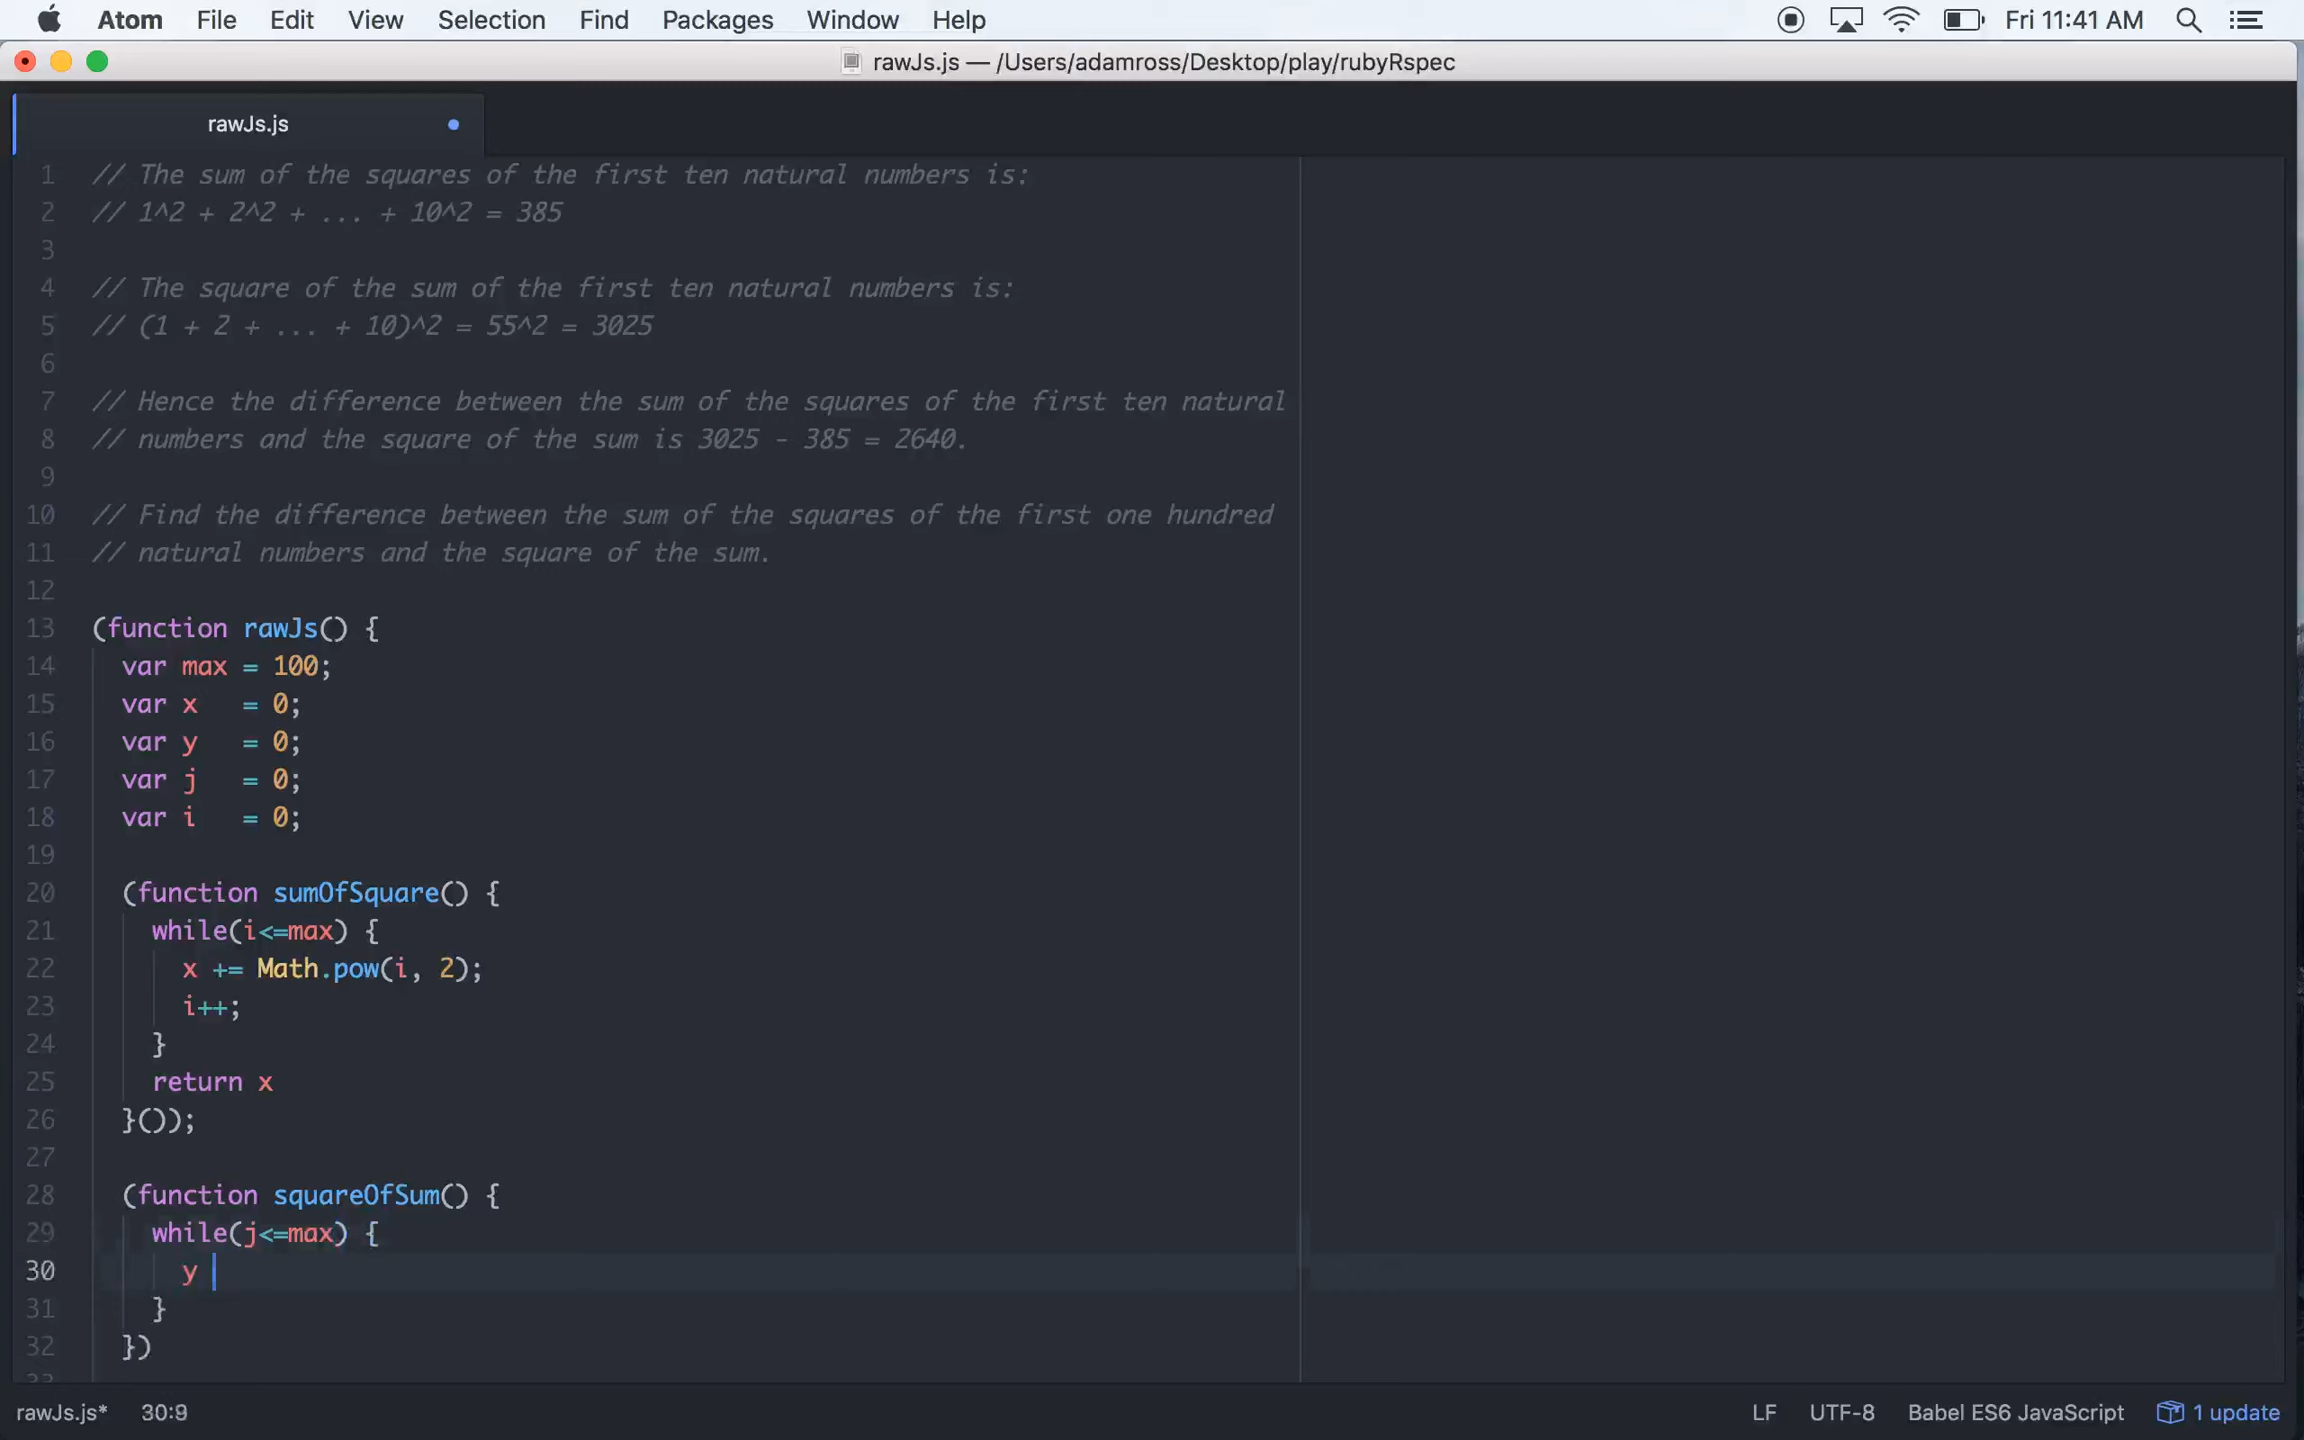 Atom File Edit View Selection Find Packages Window Help Fri 11:41 AM
rawJs.js — /Users/adamross/Desktop/play/rubyRspec
rawJs.js
1 // The sum of the squares of the first ten natural numbers is:
2 // 1^2 + 2^2 + ... + 10^2 = 385
3
4 // The square of the sum of the first ten natural numbers is:
5 // (1 + 2 + ... + 10)^2 = 55^2 = 3025
6
7 // Hence the difference between the sum of the squares of the first ten natural
8 // numbers and the square of the sum is 3025 - 385 = 2640.
9
10 // Find the difference between the sum of the squares of the first one hundred
11 // natural numbers and the square of the sum.
12
13 (function rawJs() {
14 var max = 100;
15 var x = 0;
16 var y = 0;
17 var j = 0;
18 var i = 0;
19
20 (function sumOfSquare() {
21 while(i<=max) {
22 x += Math.pow(i, 2);
23 i++;
24 }
25 return x
26 }());
27
28 (function squareOfSum() {
29 while(j<=max) {
30 y
31 }
32 })
33
rawJs.js* 30:9 LF UTF-8 Babel ES6 JavaScript 1 update